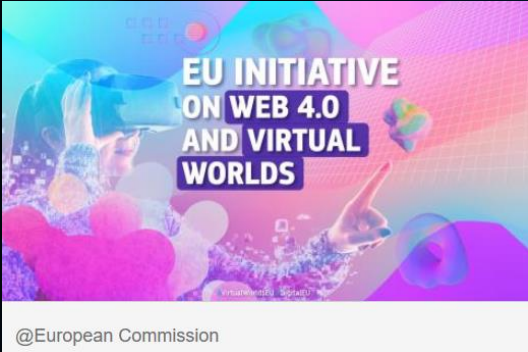 EU INITIATIVE
ON WEB 4.0
AND VIRTUAL
WORLDS
VirtualWorldsEU DigitalEU
@European Commission